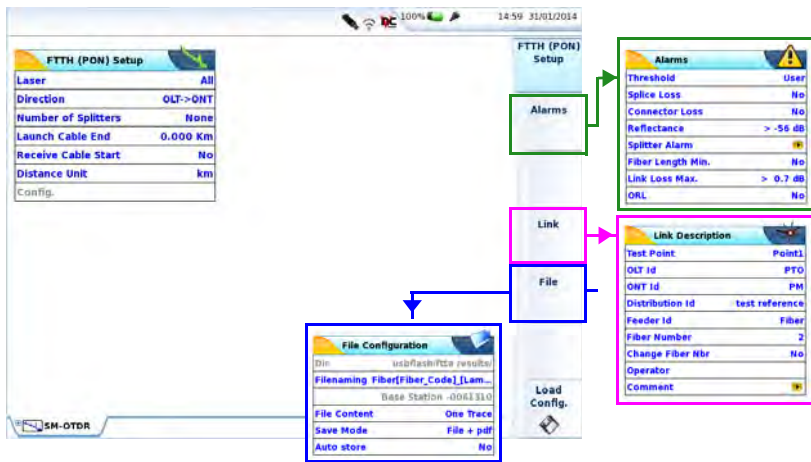 100% 14:59 31/01/2014
FTTH (PON) Setup
Laser All
Direction OLT->ONT
Number of Splitters None
Launch Cable End 0.000 Km
Receive Cable Start No
Distance Unit km
Config.
SM-OTDR
FTTH (PON)
Setup
Alarms
Link
File
Load
Config.
Alarms
Threshold User
Splice Loss No
Connector Loss No
Reflectance > -56 dB
Splitter Alarm
Fiber Length Min. No
Link Loss Max. > 0.7 dB
ORL No
Link Description
Test Point Point1
OLT Id PTO
ONT Id PM
Distribution Id test reference
Feeder Id Fiber
Fiber Number 2
Change Fiber Nbr No
Operator
Comment
File Configuration
Dir. usbflash/ftta results/
Filenaming Fiber[Fiber_Code]_[Lam...
Base Station -0061310
File Content One Trace
Save Mode File + pdf
Auto store No